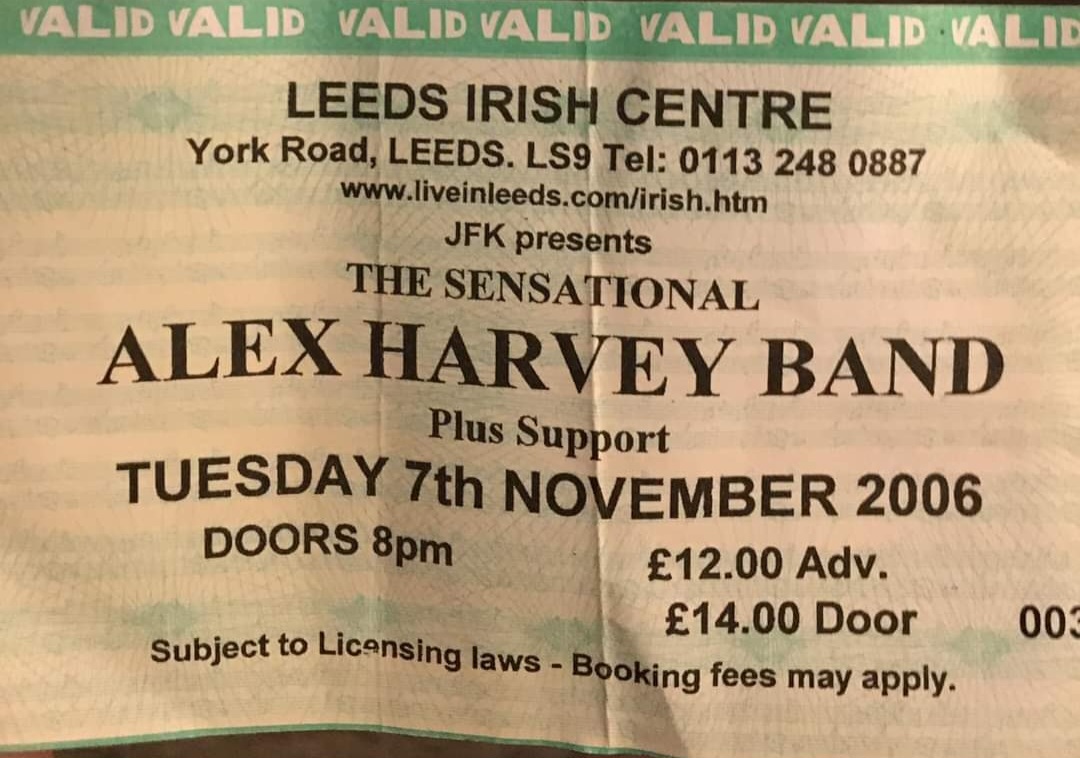 VALID VALID VALID VALID VALID VALID VALID
LEEDS IRISH CENTRE
York Road, LEEDS. LS9 Tel: 0113 248 0887
www.liveinleeds.com/irish.htm
JFK presents
THE SENSATIONAL
ALEX HARVEY BAND
Plus Support
TUESDAY 7th NOVEMBER 2006
DOORS 8pm £12.00 Adv.
£14.00 Door 003
Subject to Licensing laws - Booking fees may apply.